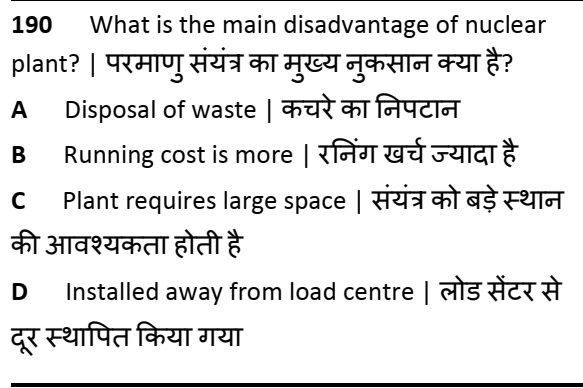 190 What is the main disadvantage of nuclear
plant? | परमाणु संयंत्र का मुख्य नुकसान क्या है?
A Disposal of waste | कचरे का निपटान
B Running cost is more | रनिंग खर्च ज्यादा है
C Plant requires large space | संयंत्र को बड़े स्थान
की आवश्यकता होती है
D Installed away from load centre | लोड सेंटर से
दूर स्थापित किया गया